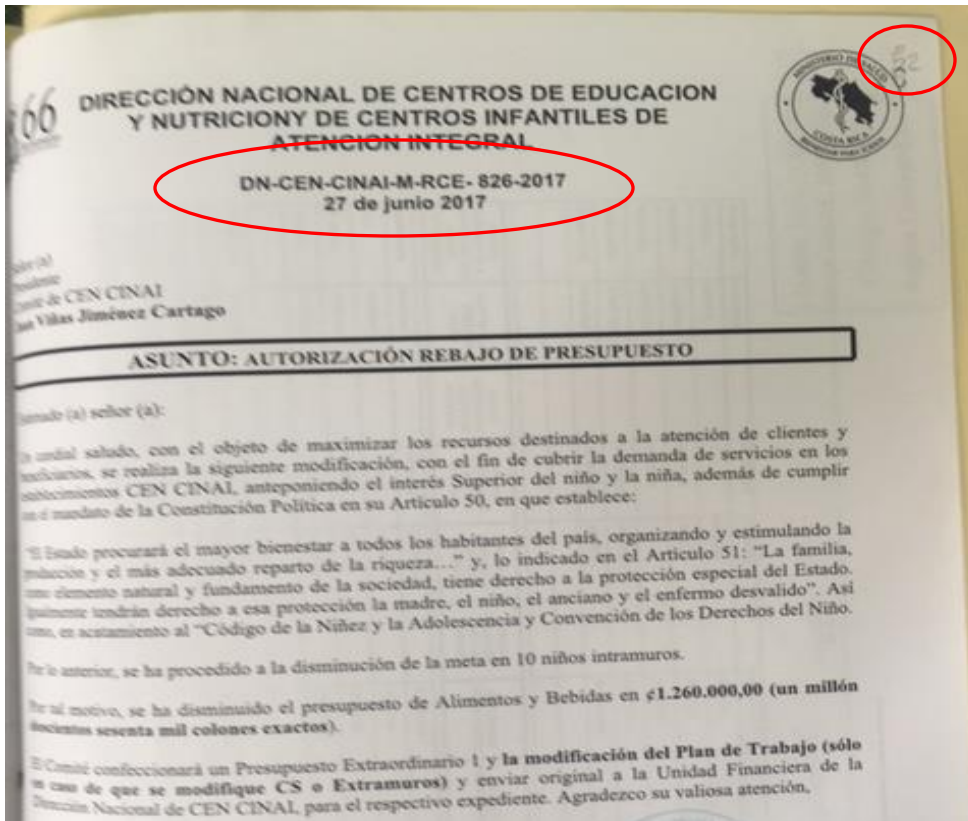 52
66
DIRECCIÓN NACIONAL DE CENTROS DE EDUCACION
Y NUTRICIONY DE CENTROS INFANTILES DE
ATENCION INTEGRAL
MINISTERIO DE SALUD
COSTA RICA
DN-CEN-CINAI-M-RCE- 826-2017
27 de junio 2017
de CEN CINAI
Viñas Jiménez Cartago
ASUNTO: AUTORIZACIÓN REBAJO DE PRESUPUESTO
(a) señor (a):
saludo, con el objeto de maximizar los recursos destinados a la atención de clientes y
se realiza la siguiente modificación, con el fin de cubrir la demanda de servicios en los
CEN CINAI, anteponiendo el interés Superior del niño y la niña, además de cumplir
mandato de la Constitución Política en su Artículo 50, en que establece:
"El Estado procurará el mayor bienestar a todos los habitantes del país, organizando y estimulando la
y el más adecuado reparto de la riqueza…" y, lo indicado en el Artículo 51: "La familia,
elemento natural y fundamento de la sociedad, tiene derecho a la protección especial del Estado.
tendrán derecho a esa protección la madre, el niño, el anciano y el enfermo desvalido". Así
en acatamiento al "Código de la Niñez y la Adolescencia y Convención de los Derechos del Niño.
Por lo anterior, se ha procedido a la disminución de la meta en 10 niños intramuros.
Por tal motivo, se ha disminuido el presupuesto de Alimentos y Bebidas en ¢1.260.000,00 (un millón
doscientos sesenta mil colones exactos).
El Comité confeccionará un Presupuesto Extraordinario 1 y la modificación del Plan de Trabajo (sólo
en caso de que se modifique CS o Extramuros) y enviar original a la Unidad Financiera de la
Dirección Nacional de CEN CINAI, para el respectivo expediente. Agradezco su valiosa atención,